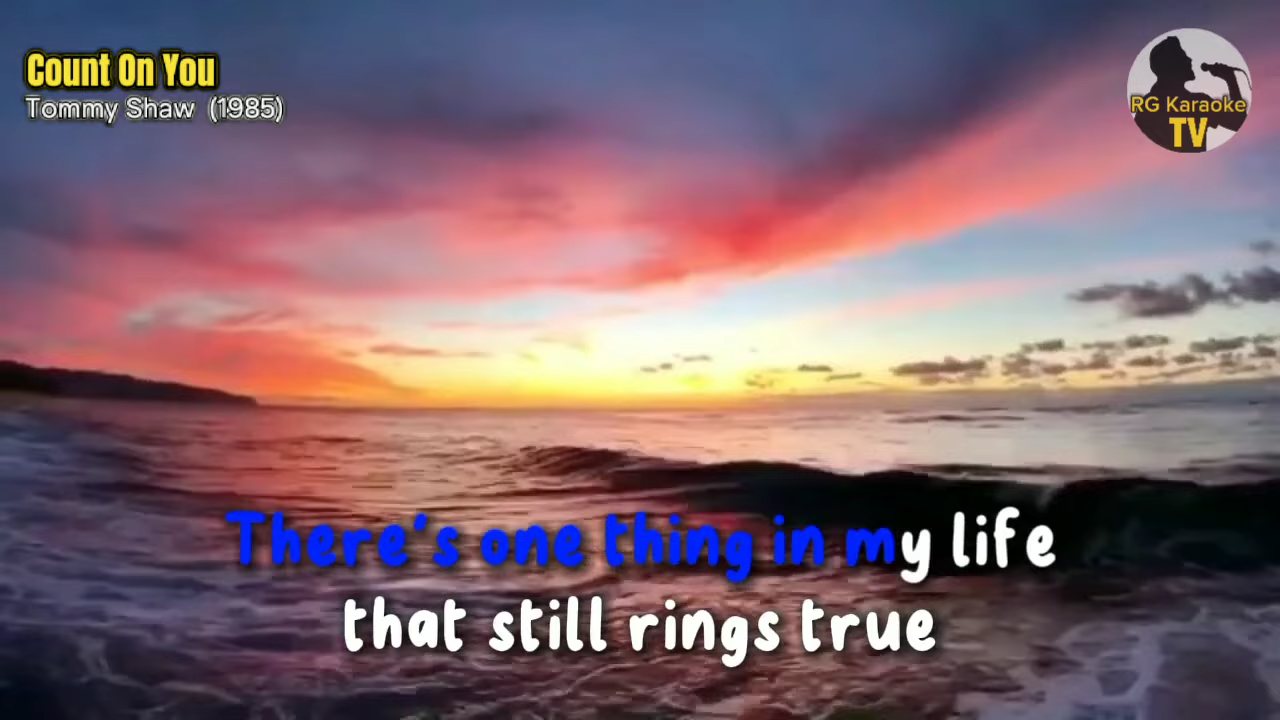 Count On You
Tommy Shaw (1985)
RG Karaoke
TV
There's one thing in my life
that still rings true